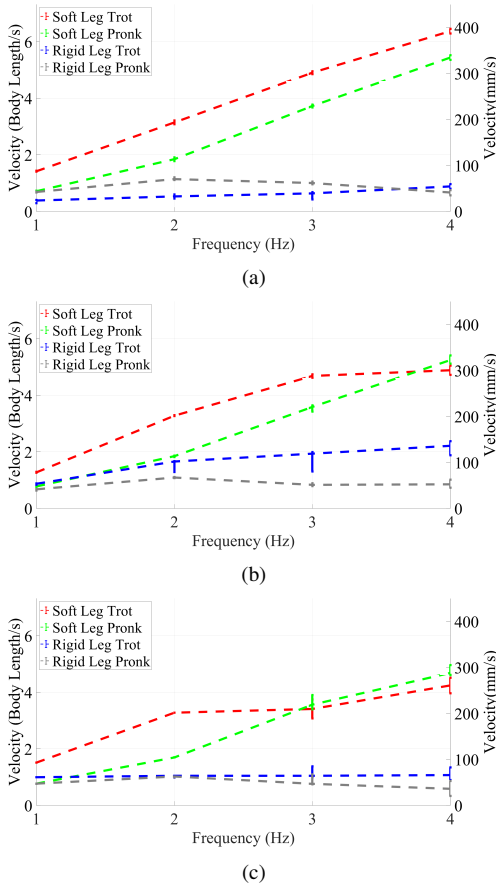 Soft Leg Trot
Soft Leg Pronk
Rigid Leg Trot
Rigid Leg Pronk
Velocity (Body Length/s)
6
4
2
0
400
300
200
100
0
Velocity(mm/s)
1 2 3 4
Frequency (Hz)
(a)
Soft Leg Trot
Soft Leg Pronk
Rigid Leg Trot
Rigid Leg Pronk
Velocity (Body Length/s)
6
4
2
0
400
300
200
100
0
Velocity(mm/s)
1 2 3 4
Frequency (Hz)
(b)
Soft Leg Trot
Soft Leg Pronk
Rigid Leg Trot
Rigid Leg Pronk
Velocity (Body Length/s)
6
4
2
0
400
300
200
100
0
Velocity(mm/s)
1 2 3 4
Frequency (Hz)
(c)